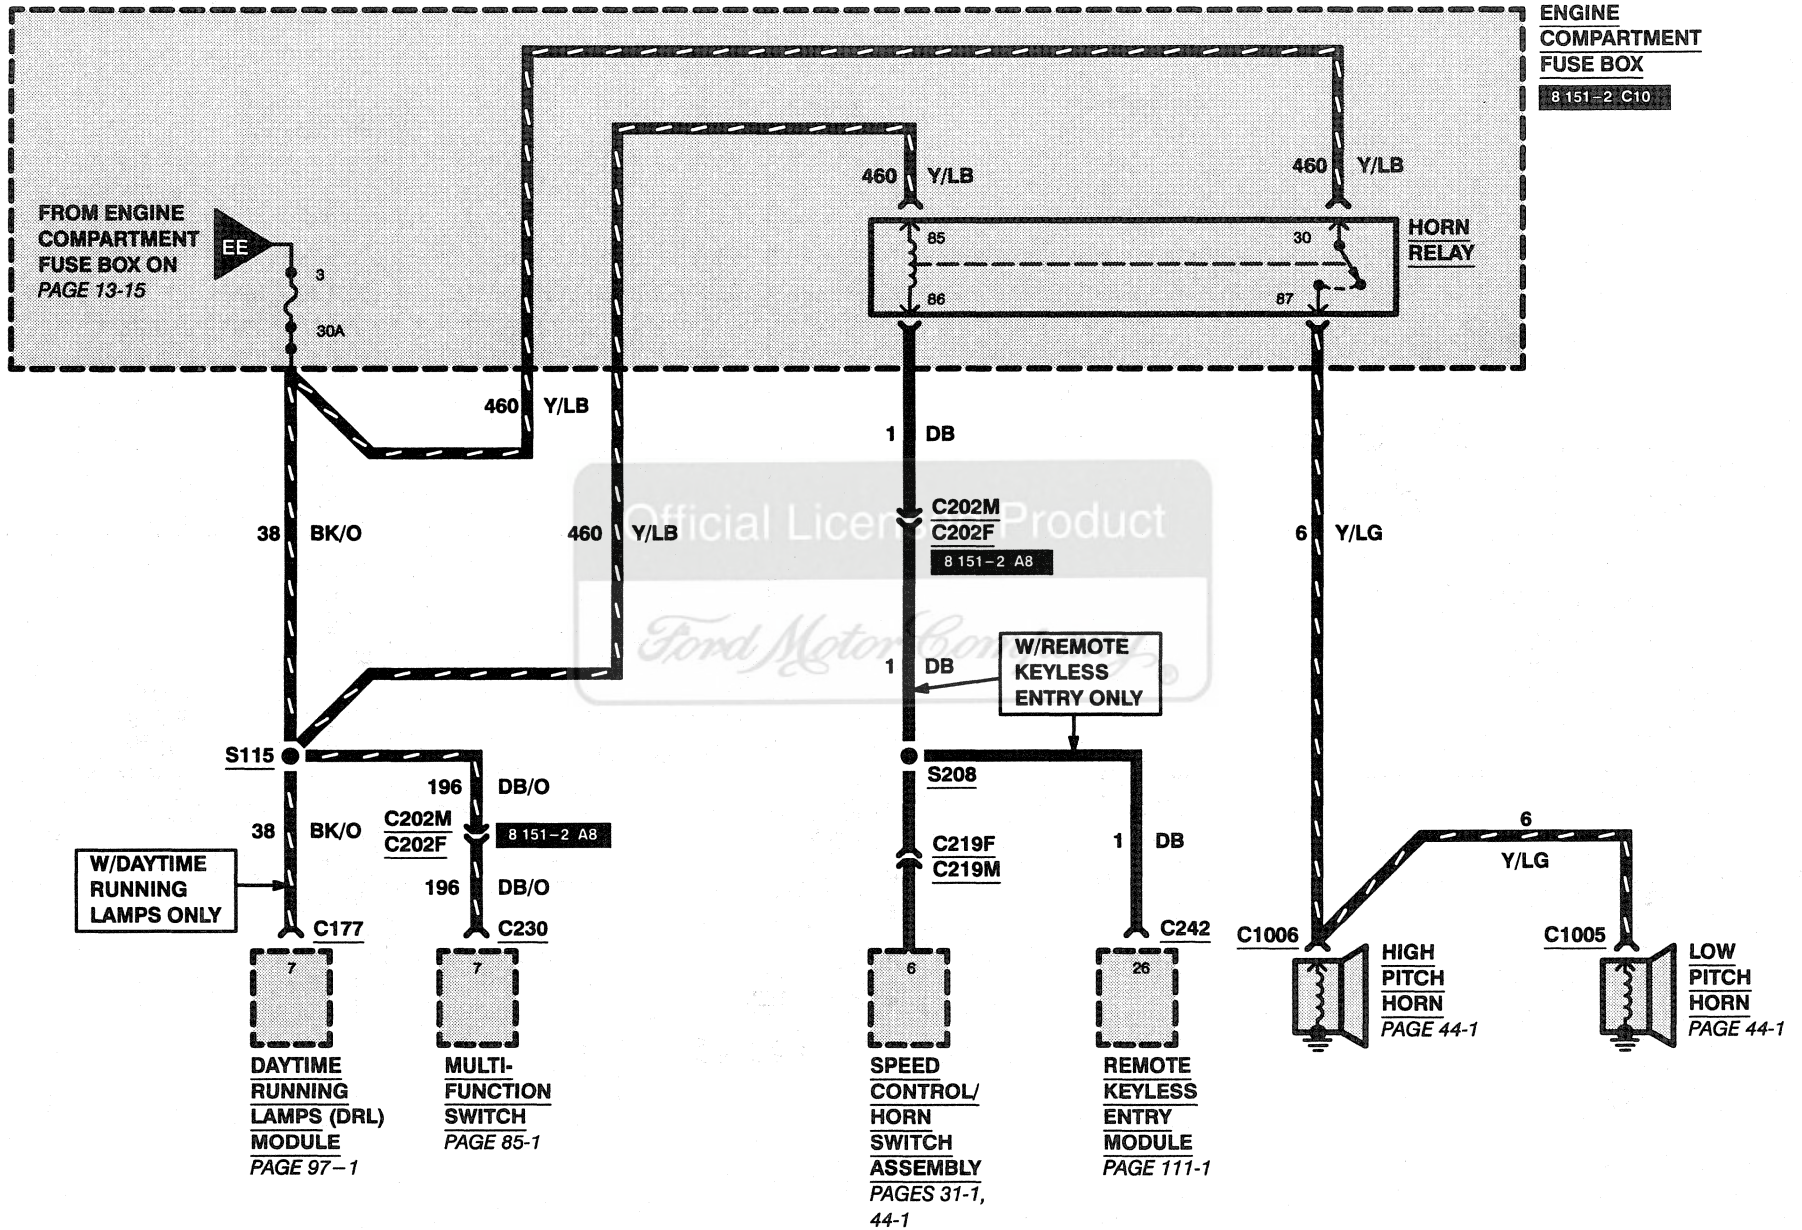 ENGINE
COMPARTMENT
FUSE BOX
8 151-2 C10
460 Y/LB
460 Y/LB
FROM ENGINE
COMPARTMENT
FUSE BOX ON
PAGE 13-15
EE
3
30A
85
86
30
87
HORN
RELAY
460 Y/LB
1 DB
38 BK/O
460 Y/LB
Official Licensed Product
C202M
C202F
8 151-2 A8
6 Y/LG
Ford Motor Company
®
1 DB
W/REMOTE
KEYLESS
ENTRY ONLY
S115
S208
196 DB/O
38 BK/O
C202M
C202F
8 151-2 A8
C219F
C219M
1 DB
6
Y/LG
W/DAYTIME
RUNNING
LAMPS ONLY
196 DB/O
C177
C230
C242
C1006
C1005
7
7
6
26
HIGH
PITCH
HORN
PAGE 44-1
LOW
PITCH
HORN
PAGE 44-1
DAYTIME
RUNNING
LAMPS (DRL)
MODULE
PAGE 97-1
MULTI-
FUNCTION
SWITCH
PAGE 85-1
SPEED
CONTROL/
HORN
SWITCH
ASSEMBLY
PAGES 31-1,
44-1
REMOTE
KEYLESS
ENTRY
MODULE
PAGE 111-1